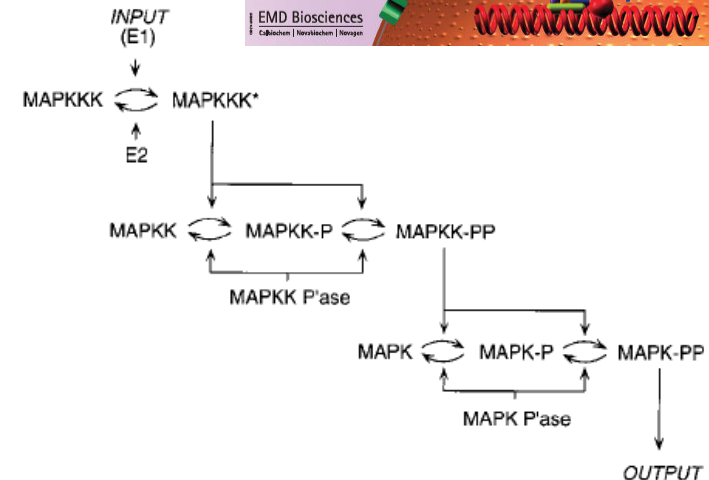 INPUT
(E1)
EMD Biosciences
Calbiochem | Novabiochem | Novagen
MAPKKK MAPKKK*
E2
MAPKK MAPKK-P MAPKK-PP
MAPKK P'ase
MAPK MAPK-P MAPK-PP
MAPK P'ase
OUTPUT